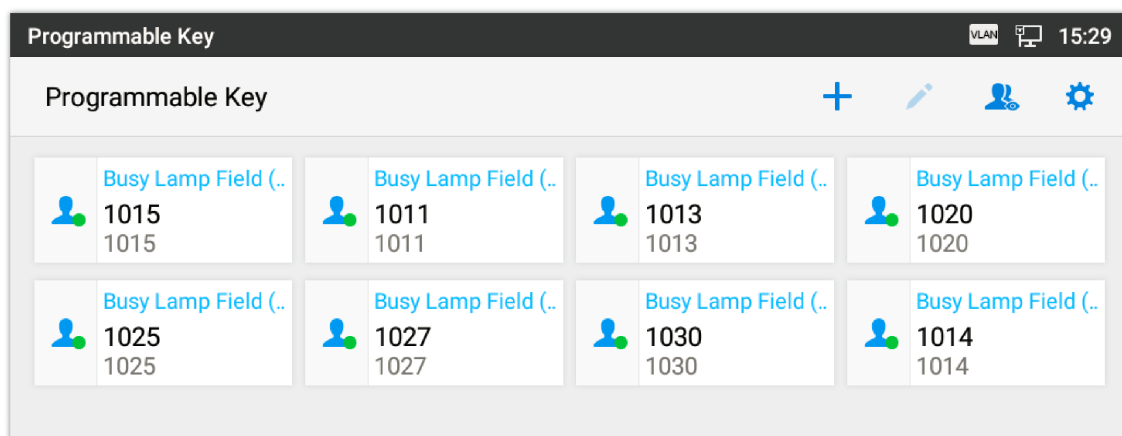 Programmable Key VLAN 15:29
Programmable Key
Busy Lamp Field (.. Busy Lamp Field (.. Busy Lamp Field (.. Busy Lamp Field (..
1015 1011 1013 1020
1015 1011 1013 1020
Busy Lamp Field (.. Busy Lamp Field (.. Busy Lamp Field (.. Busy Lamp Field (..
1025 1027 1030 1014
1025 1027 1030 1014